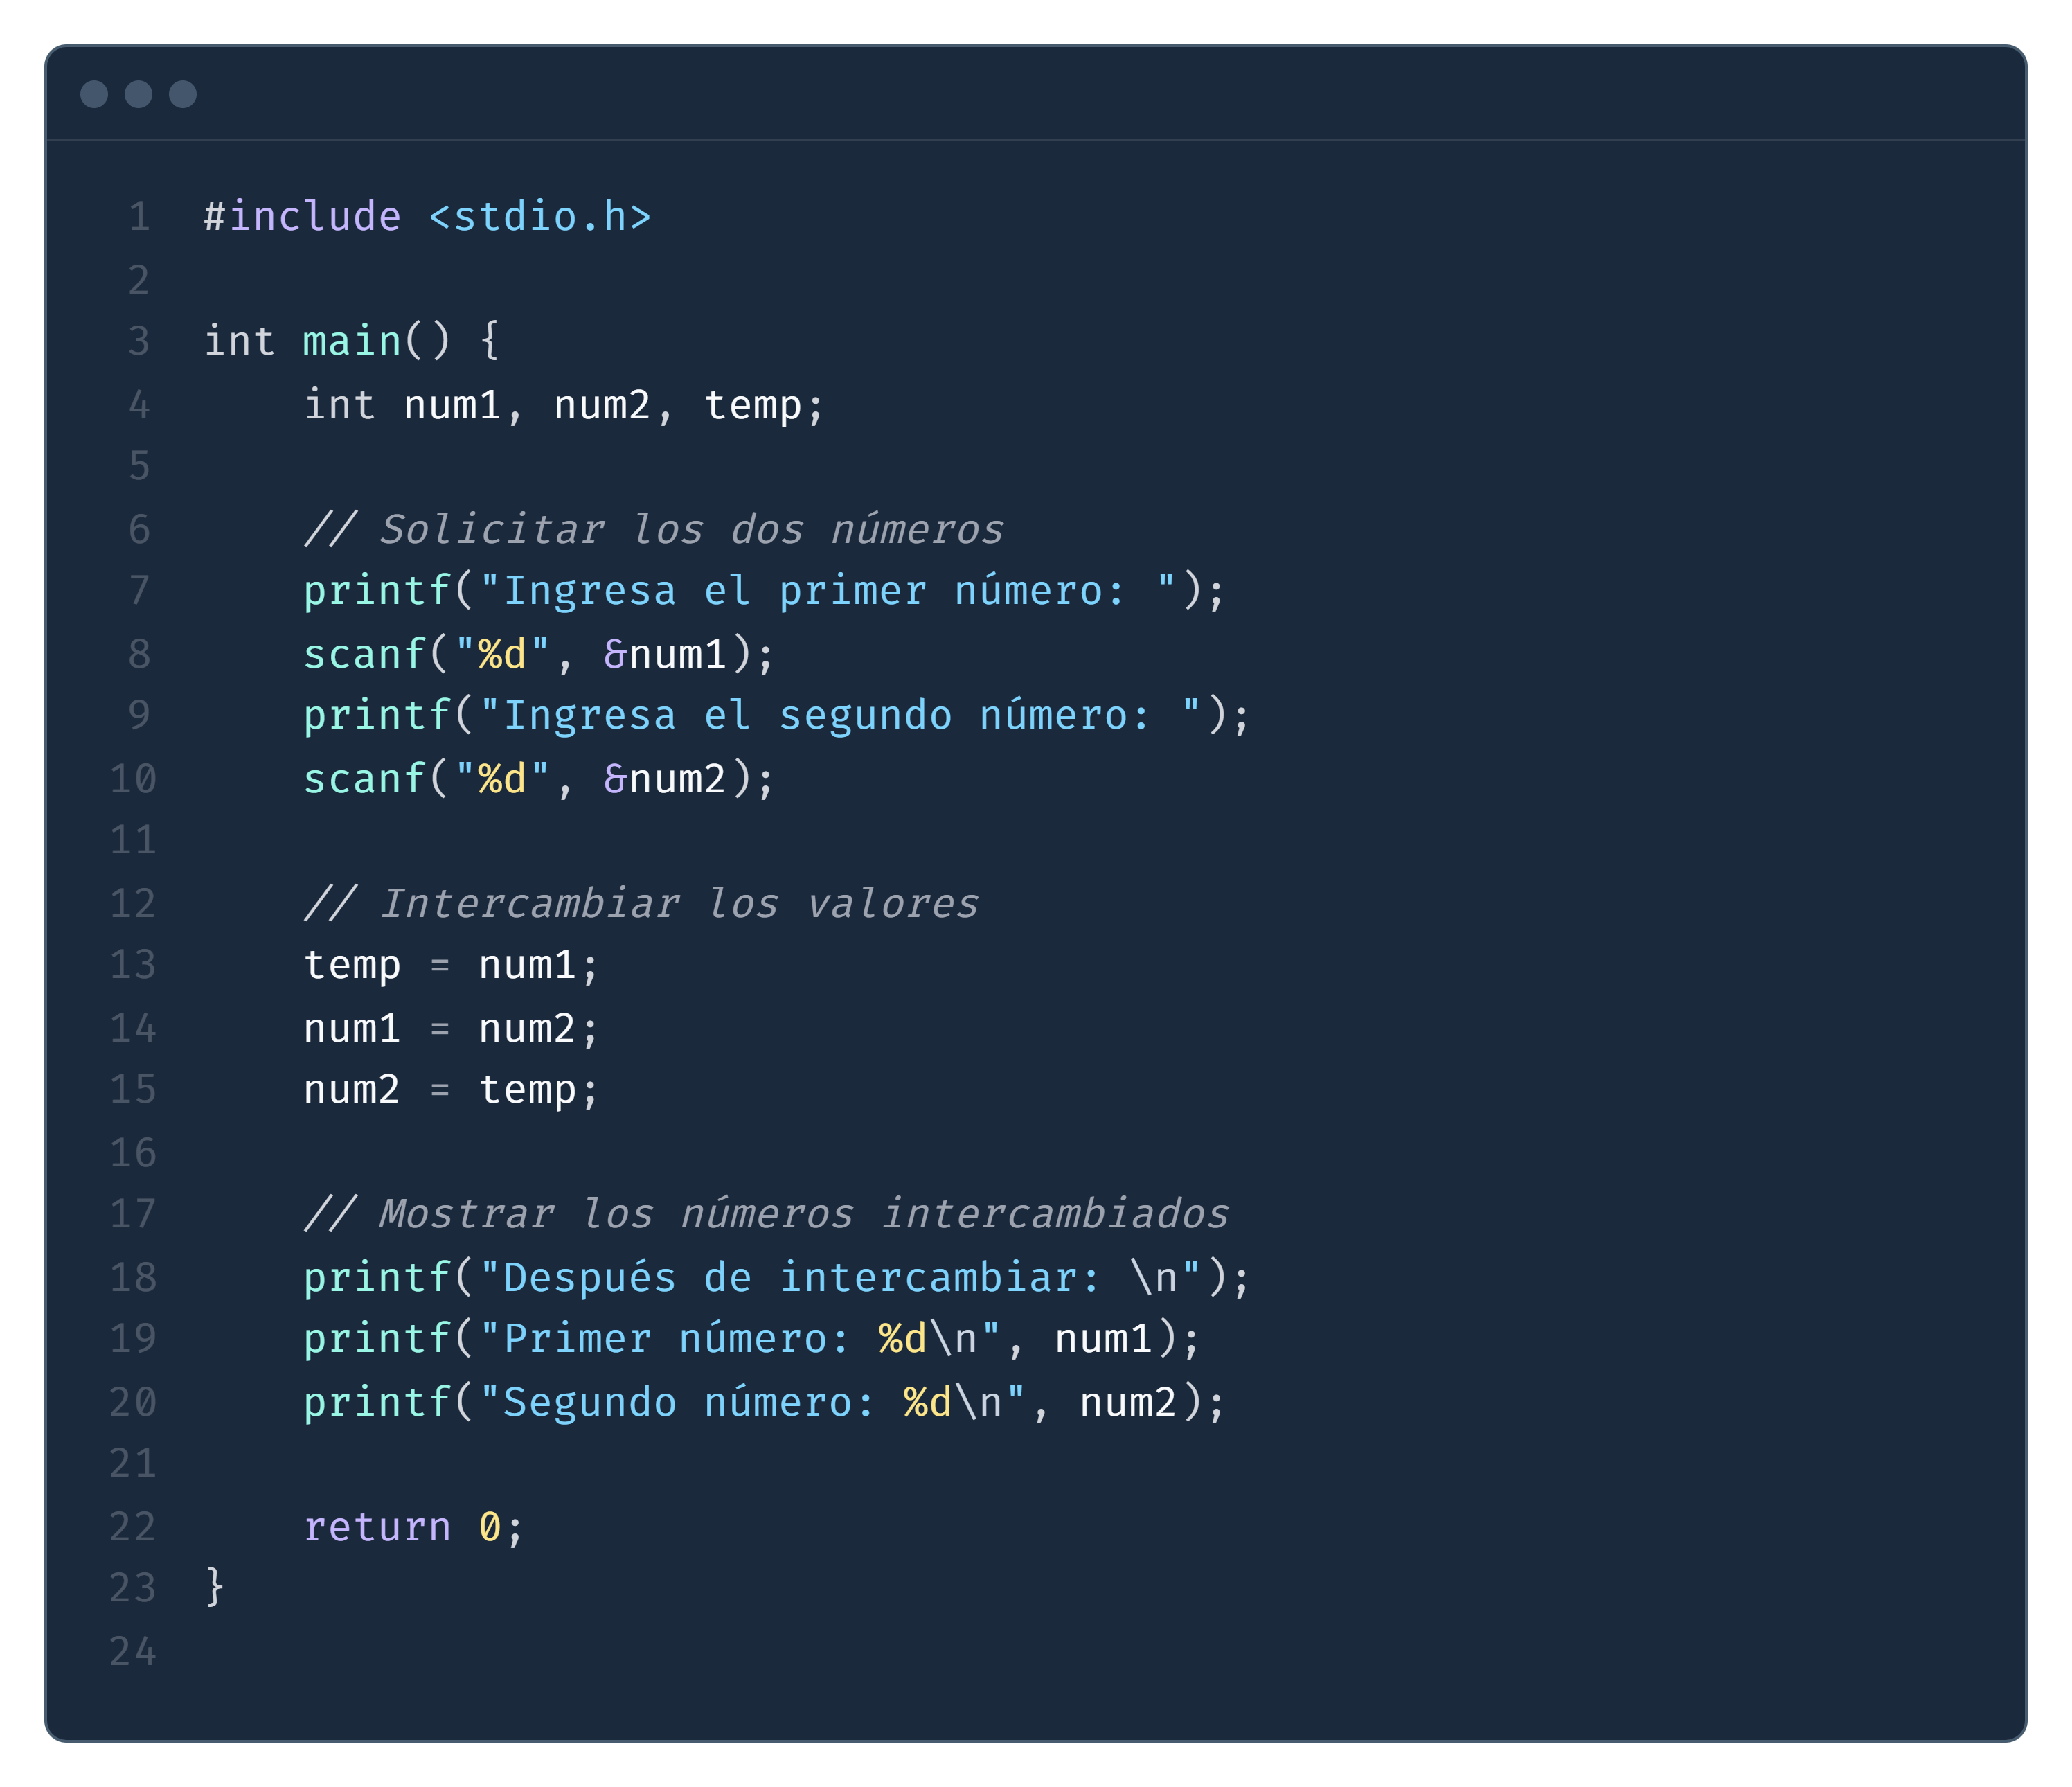 1 #include <stdio.h>
2
3 int main() {
4     int num1, num2, temp;
5
6     // Solicitar los dos números
7     printf("Ingresa el primer número: ");
8     scanf("%d", &num1);
9     printf("Ingresa el segundo número: ");
10     scanf("%d", &num2);
11
12     // Intercambiar los valores
13     temp = num1;
14     num1 = num2;
15     num2 = temp;
16
17     // Mostrar los números intercambiados
18     printf("Después de intercambiar: \n");
19     printf("Primer número: %d\n", num1);
20     printf("Segundo número: %d\n", num2);
21
22     return 0;
23 }
24